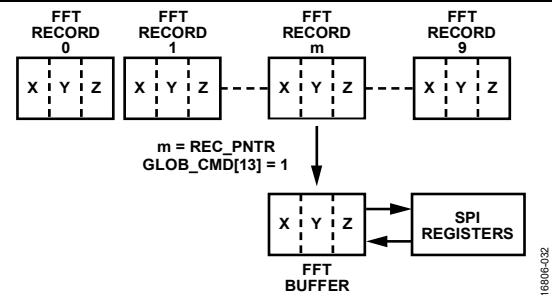 FFT RECORD 0
FFT RECORD 1
FFT RECORD m
FFT RECORD 9
X Y Z
X Y Z
X Y Z
X Y Z
m = REC_PNTR
GLOB_CMD[13] = 1
X Y Z
SPI
REGISTERS
FFT
BUFFER
16806-032